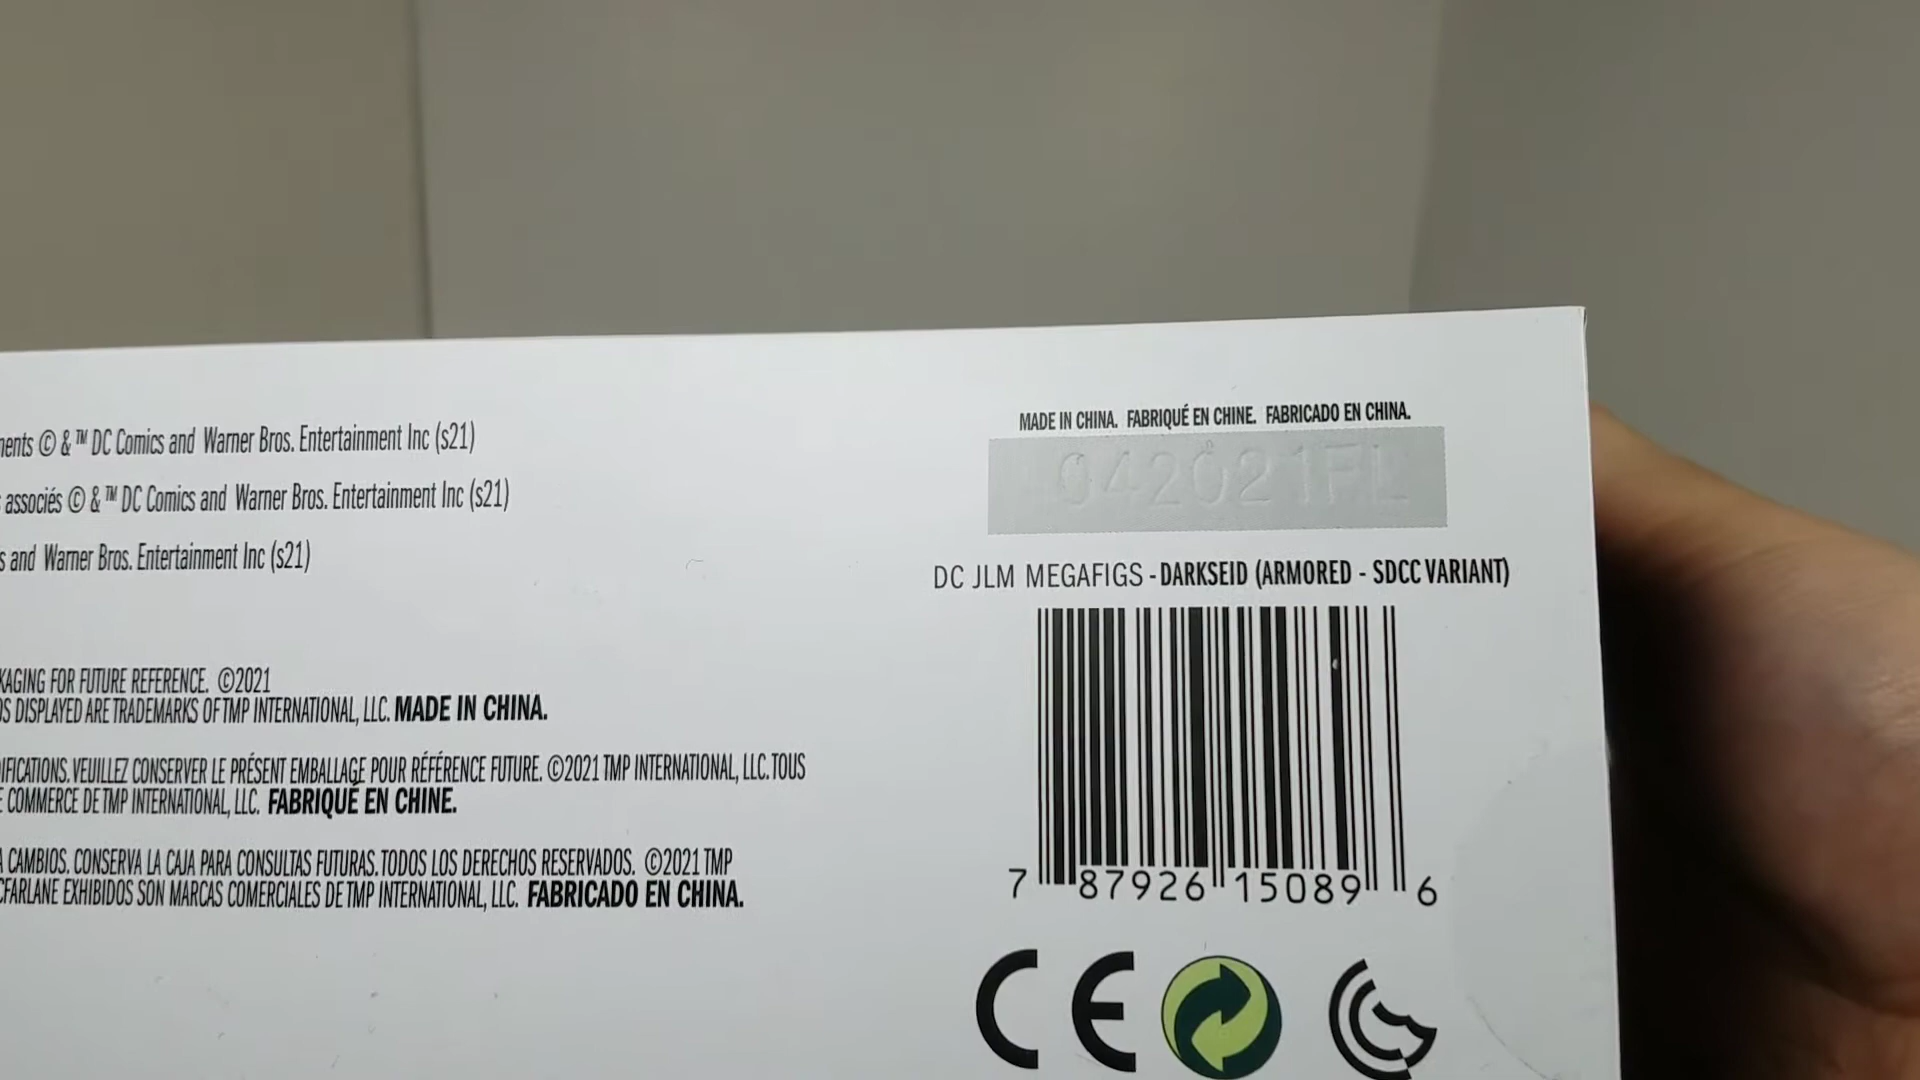 ments © & ™ DC Comics and Warner Bros. Entertainment Inc (s21)
associés © & ™ DC Comics and Warner Bros. Entertainment Inc (s21)
and Warner Bros. Entertainment Inc (s21)
KAGING FOR FUTURE REFERENCE. ©2021
OS DISPLAYED ARE TRADEMARKS OF TMP INTERNATIONAL, LLC. MADE IN CHINA.
IFICATIONS. VEUILLEZ CONSERVER LE PRÉSENT EMBALLAGE POUR RÉFÉRENCE FUTURE. ©2021 TMP INTERNATIONAL, LLC. TOUS
E COMMERCE DE TMP INTERNATIONAL, LLC. FABRIQUÉ EN CHINE.
A CAMBIOS. CONSERVA LA CAJA PARA CONSULTAS FUTURAS. TODOS LOS DERECHOS RESERVADOS. ©2021 TMP
CFARLANE EXHIBIDOS SON MARCAS COMERCIALES DE TMP INTERNATIONAL, LLC. FABRICADO EN CHINA.
MADE IN CHINA. FABRIQUÉ EN CHINE. FABRICADO EN CHINA.
042021FL
DC JLM MEGAFIGS - DARKSEID (ARMORED - SDCC VARIANT)
7 87926 15089 6
CE